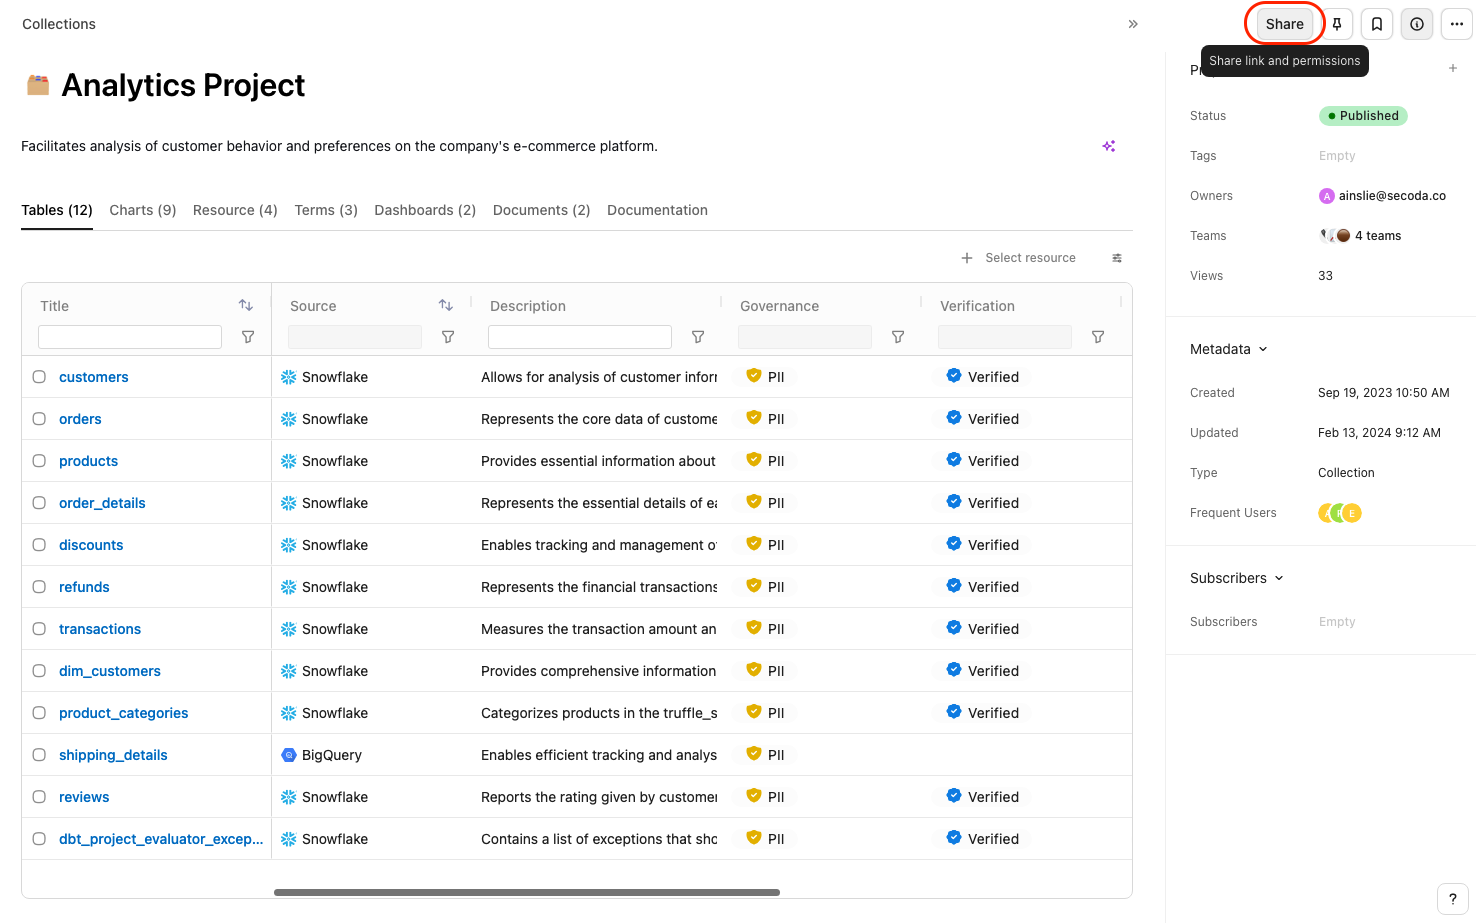 Collections
Share
Share link and permissions
Analytics Project
Facilitates analysis of customer behavior and preferences on the company's e-commerce platform.
Tables (12) Charts (9) Resource (4) Terms (3) Dashboards (2) Documents (2) Documentation
Select resource
Title Source Description Governance Verification
customers Snowflake Allows for analysis of customer infor PII Verified
orders Snowflake Represents the core data of custome PII Verified
products Snowflake Provides essential information about PII Verified
order_details Snowflake Represents the essential details of ea PII Verified
discounts Snowflake Enables tracking and management o PII Verified
refunds Snowflake Represents the financial transactions PII Verified
transactions Snowflake Measures the transaction amount an PII Verified
dim_customers Snowflake Provides comprehensive information PII Verified
product_categories Snowflake Categorizes products in the truffle_s PII Verified
shipping_details BigQuery Enables efficient tracking and analys PII
reviews Snowflake Reports the rating given by customer PII Verified
dbt_project_evaluator_excep... Snowflake Contains a list of exceptions that sho PII Verified
Status Published
Tags Empty
Owners A ainslie@secoda.co
Teams 4 teams
Views 33
Metadata
Created Sep 19, 2023 10:50 AM
Updated Feb 13, 2024 9:12 AM
Type Collection
Frequent Users E
Subscribers
Subscribers Empty
?